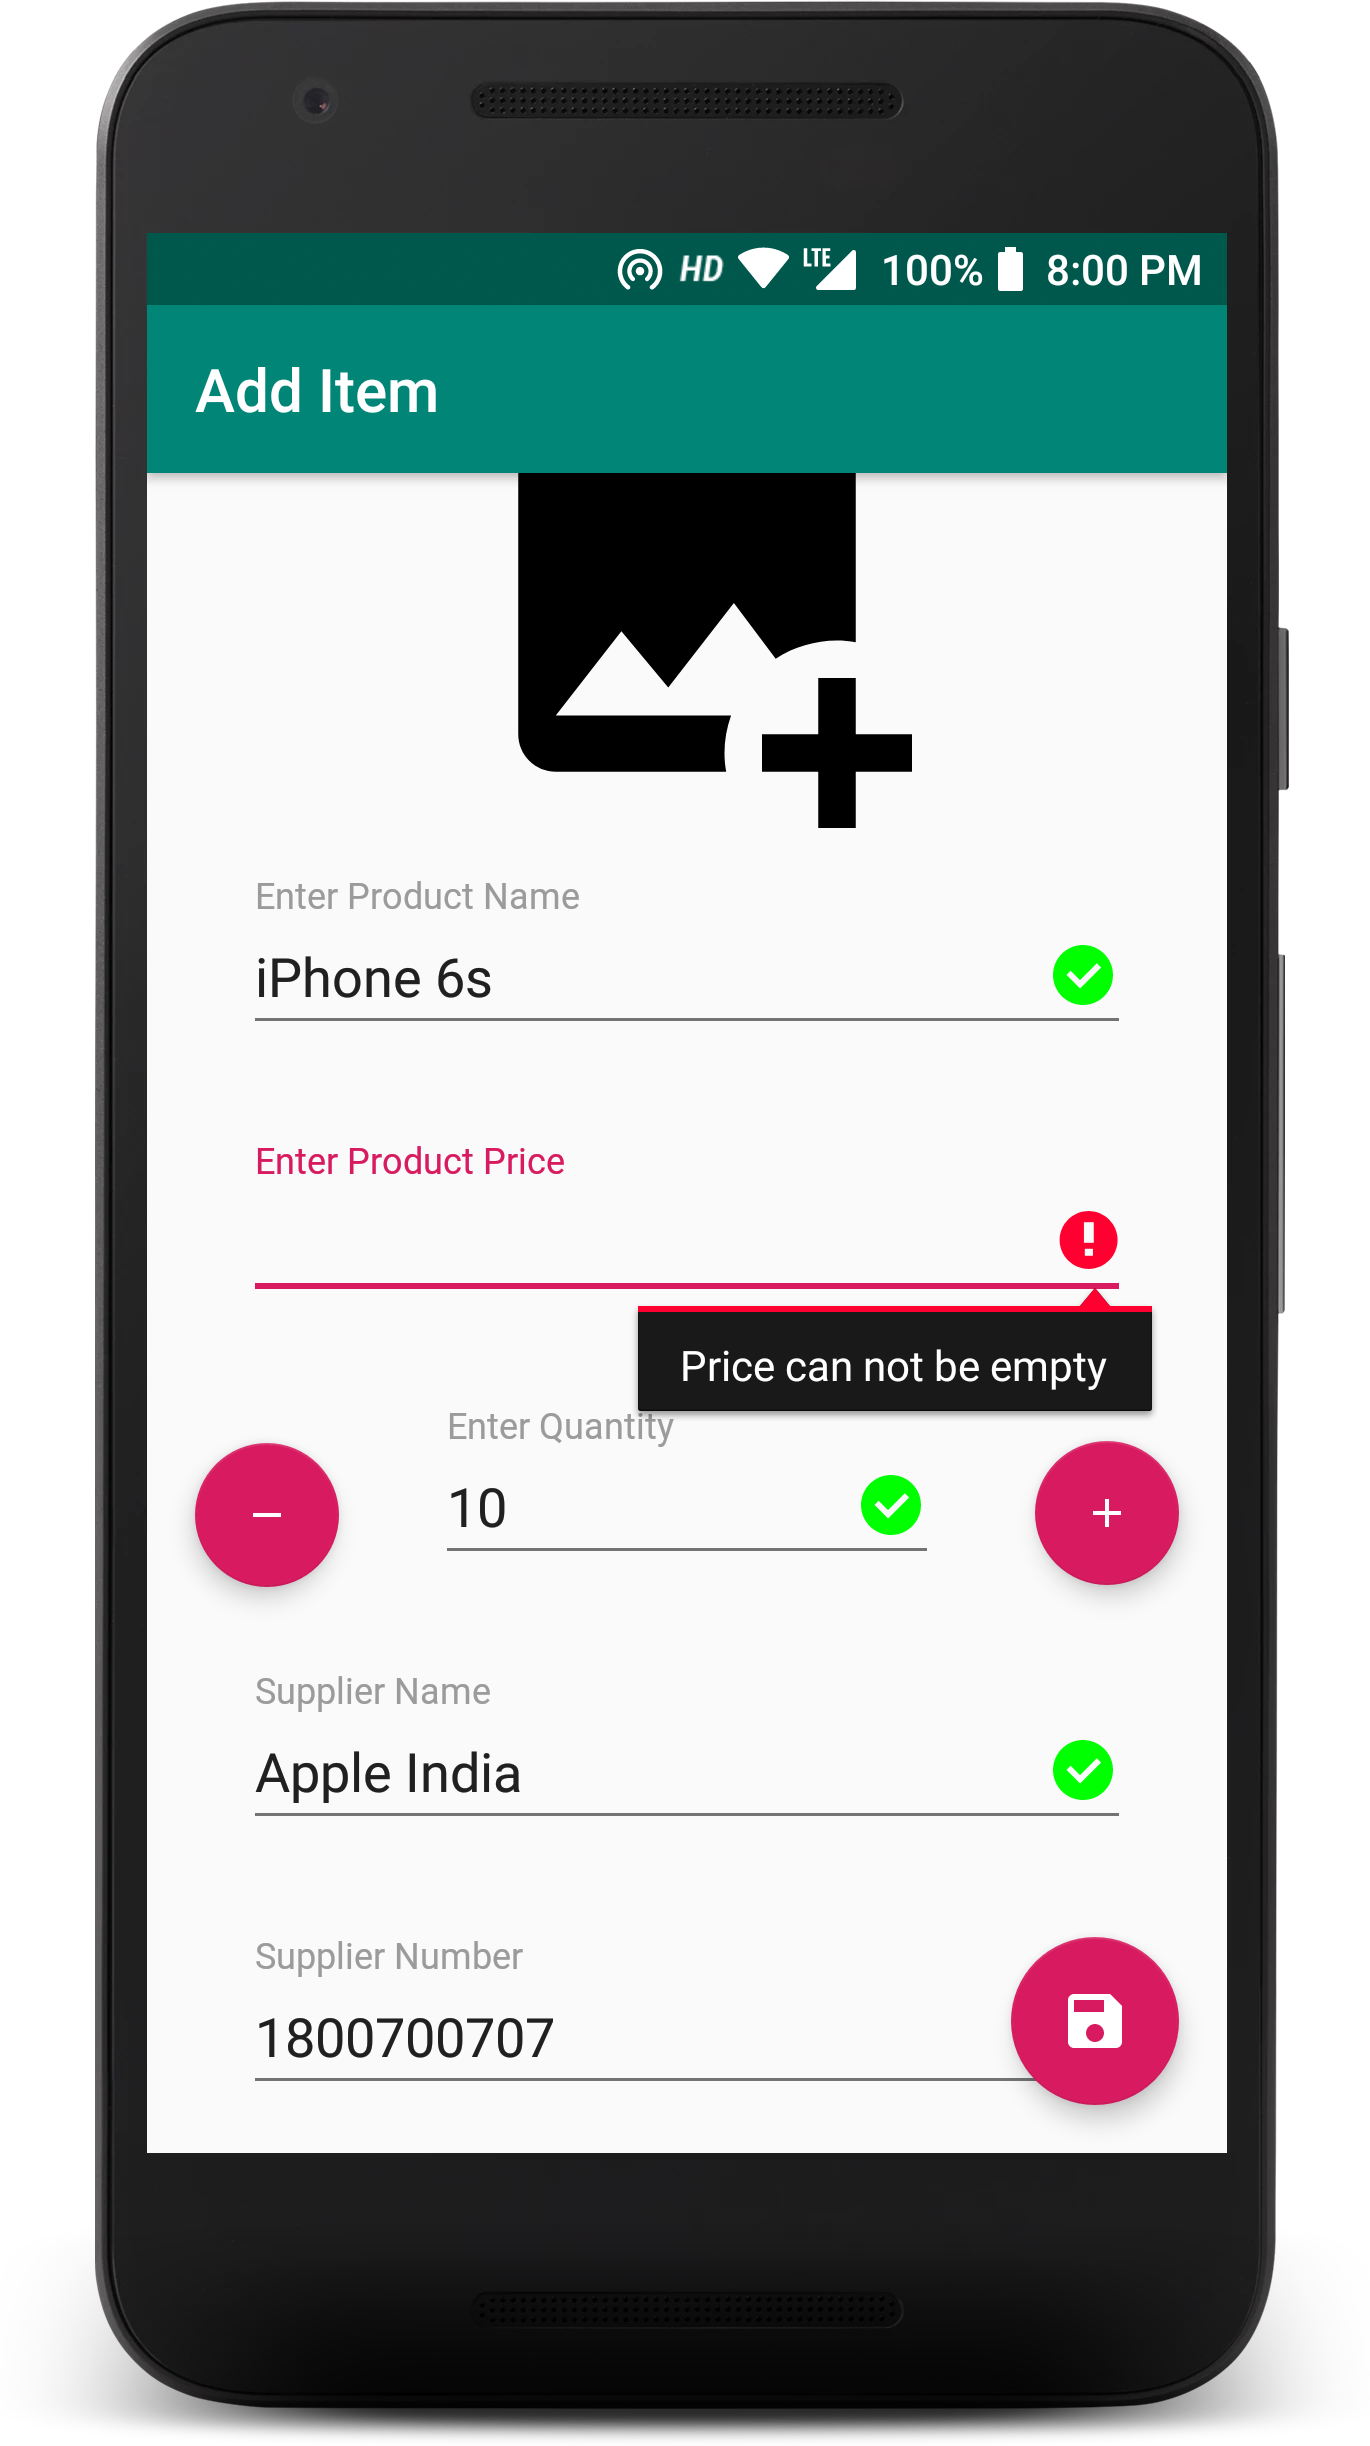 HD LTE 100% 8:00 PM
Add Item
Enter Product Name
iPhone 6s
Enter Product Price
Price can not be empty
Enter Quantity
10
Supplier Name
Apple India
Supplier Number
1800700707